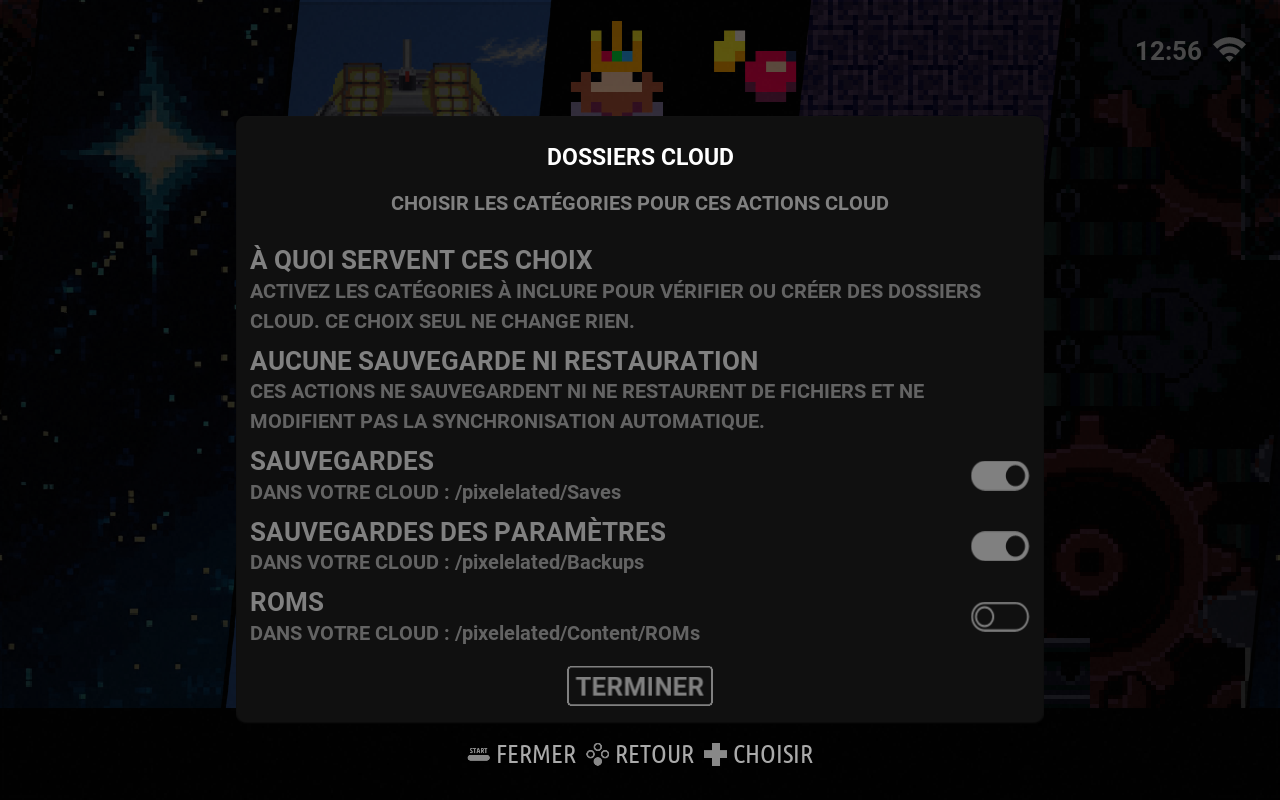 12:56
DOSSIERS CLOUD
CHOISIR LES CATÉGORIES POUR CES ACTIONS CLOUD
À QUOI SERVENT CES CHOIX
ACTIVEZ LES CATÉGORIES À INCLURE POUR VÉRIFIER OU CRÉER DES DOSSIERS
CLOUD. CE CHOIX SEUL NE CHANGE RIEN.
AUCUNE SAUVEGARDE NI RESTAURATION
CES ACTIONS NE SAUVEGARDENT NI NE RESTAURENT DE FICHIERS ET NE
MODIFIENT PAS LA SYNCHRONISATION AUTOMATIQUE.
SAUVEGARDES
DANS VOTRE CLOUD : /pixelelated/Saves
SAUVEGARDES DES PARAMÈTRES
DANS VOTRE CLOUD : /pixelelated/Backups
ROMS
DANS VOTRE CLOUD : /pixelelated/Content/ROMs
TERMINER
START FERMER RETOUR CHOISIR